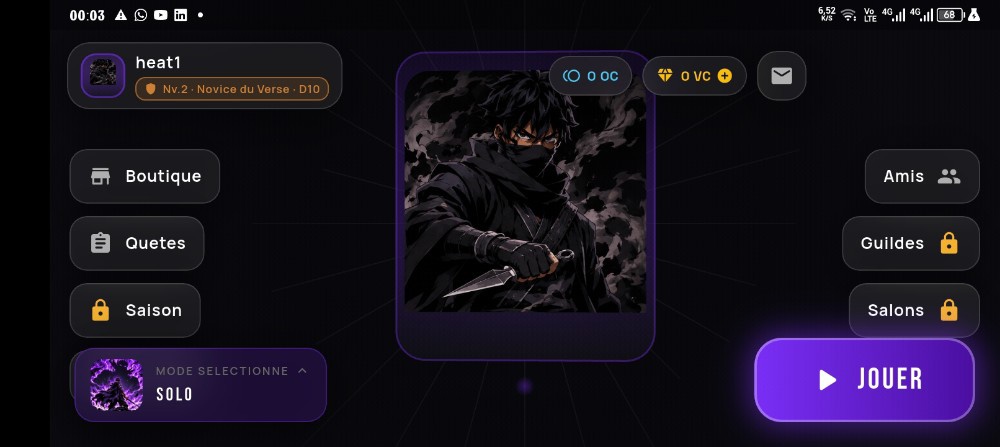 00:03
6,52 K/S
Vo LTE
4G
4G
68
heat1
Nv.2 · Novice du Verse · D10
0 OC
0 VC
Boutique
Amis
Quetes
Guildes
Saison
Salons
MODE SELECTIONNE
SOLO
JOUER